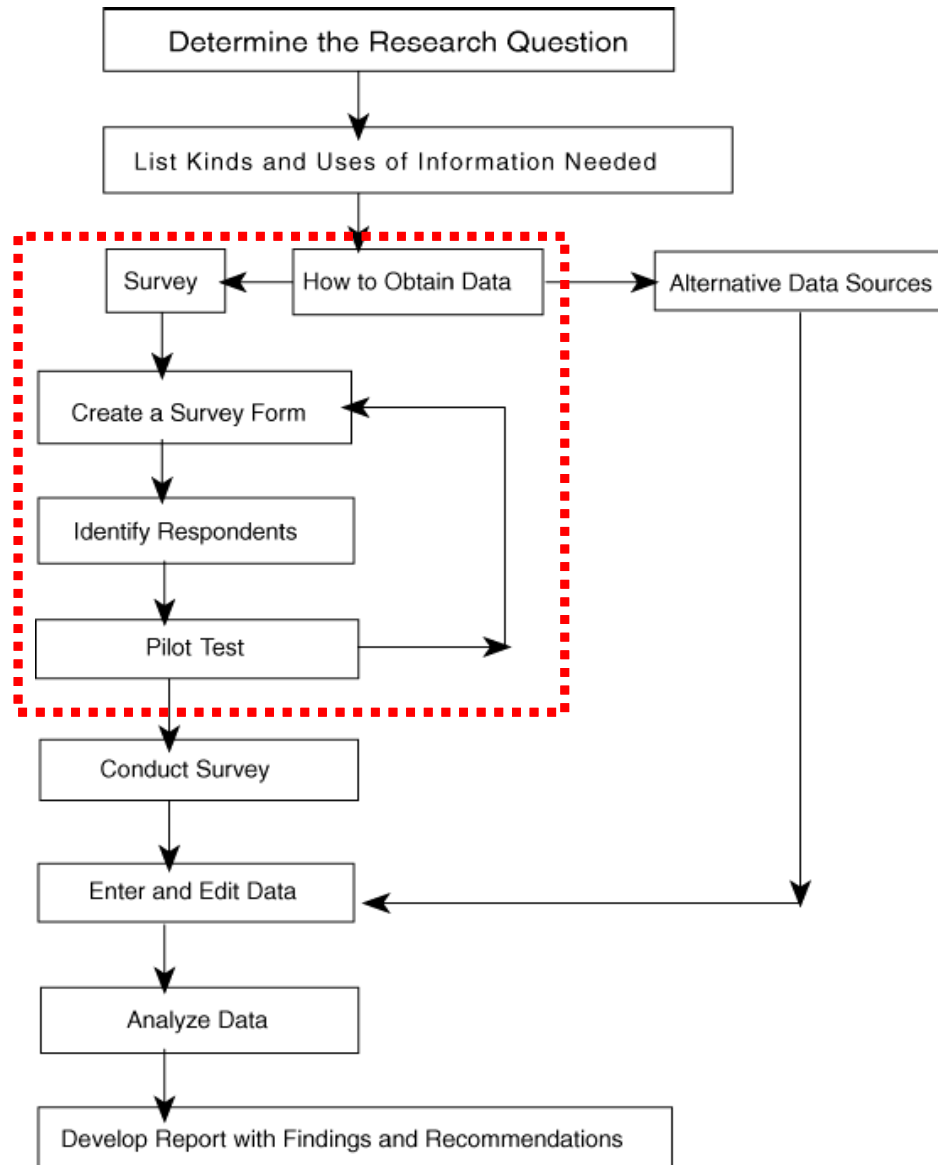 Determine the Research Question
List Kinds and Uses of Information Needed
Survey
How to Obtain Data
Alternative Data Sources
Create a Survey Form
Identify Respondents
Pilot Test
Conduct Survey
Enter and Edit Data
Analyze Data
Develop Report with Findings and Recommendations